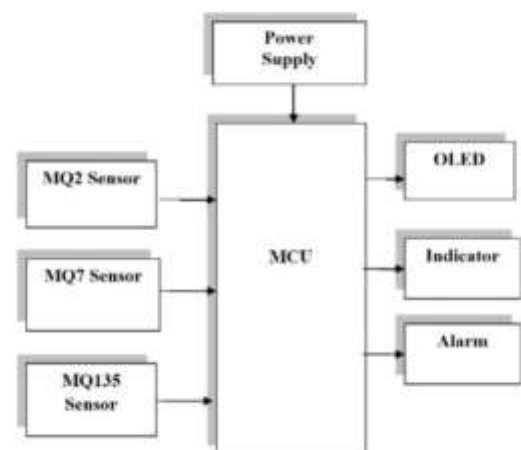 Power
Supply
MQ2 Sensor
MQ7 Sensor
MQ135
Sensor
MCU
OLED
Indicator
Alarm